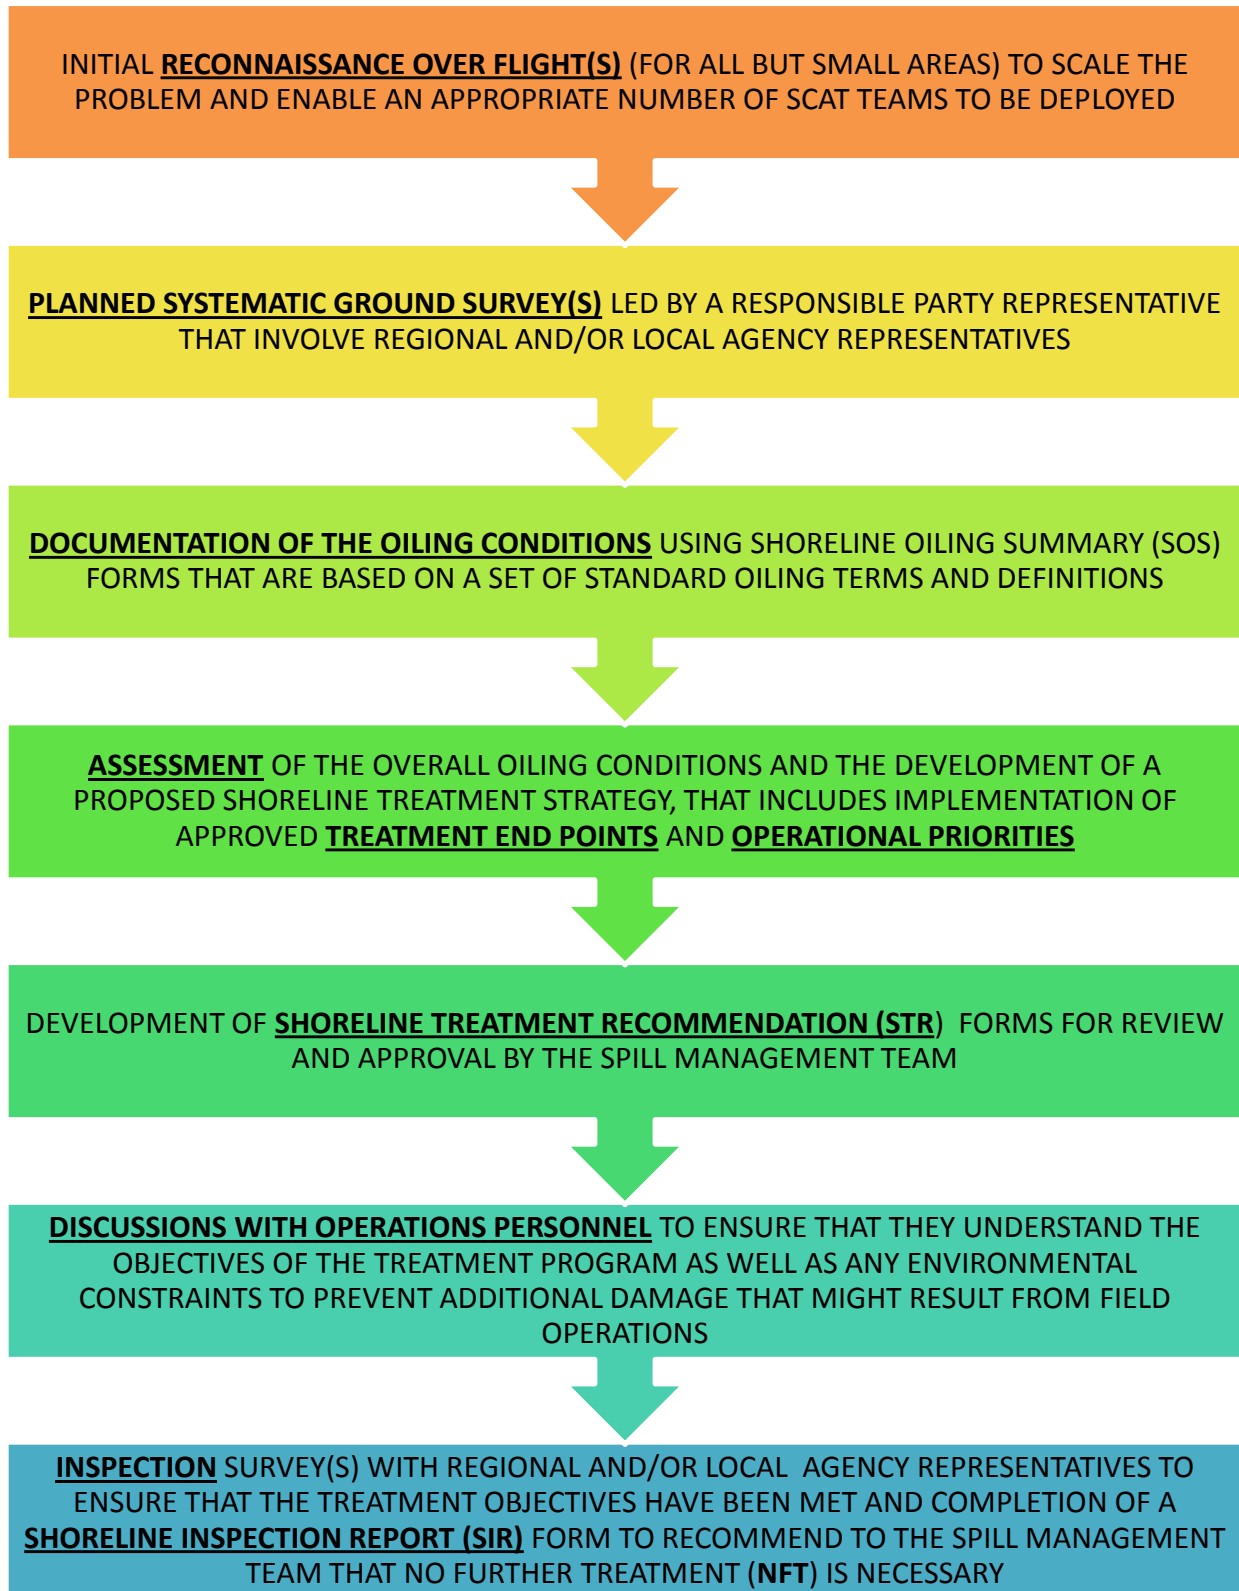 INITIAL RECONNAISSANCE OVER FLIGHT(S) (FOR ALL BUT SMALL AREAS) TO SCALE THE
PROBLEM AND ENABLE AN APPROPRIATE NUMBER OF SCAT TEAMS TO BE DEPLOYED
PLANNED SYSTEMATIC GROUND SURVEY(S) LED BY A RESPONSIBLE PARTY REPRESENTATIVE
THAT INVOLVE REGIONAL AND/OR LOCAL AGENCY REPRESENTATIVES
DOCUMENTATION OF THE OILING CONDITIONS USING SHORELINE OILING SUMMARY (SOS)
FORMS THAT ARE BASED ON A SET OF STANDARD OILING TERMS AND DEFINITIONS
ASSESSMENT OF THE OVERALL OILING CONDITIONS AND THE DEVELOPMENT OF A
PROPOSED SHORELINE TREATMENT STRATEGY, THAT INCLUDES IMPLEMENTATION OF
APPROVED TREATMENT END POINTS AND OPERATIONAL PRIORITIES
DEVELOPMENT OF SHORELINE TREATMENT RECOMMENDATION (STR) FORMS FOR REVIEW
AND APPROVAL BY THE SPILL MANAGEMENT TEAM
DISCUSSIONS WITH OPERATIONS PERSONNEL TO ENSURE THAT THEY UNDERSTAND THE
OBJECTIVES OF THE TREATMENT PROGRAM AS WELL AS ANY ENVIRONMENTAL
CONSTRAINTS TO PREVENT ADDITIONAL DAMAGE THAT MIGHT RESULT FROM FIELD
OPERATIONS
INSPECTION SURVEY(S) WITH REGIONAL AND/OR LOCAL AGENCY REPRESENTATIVES TO
ENSURE THAT THE TREATMENT OBJECTIVES HAVE BEEN MET AND COMPLETION OF A
SHORELINE INSPECTION REPORT (SIR) FORM TO RECOMMEND TO THE SPILL MANAGEMENT
TEAM THAT NO FURTHER TREATMENT (NFT) IS NECESSARY